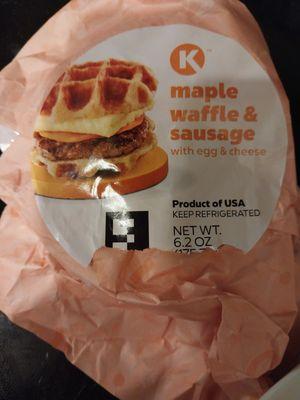 K
maple
waffle &
sausage
with egg & cheese
Product of USA
KEEP REFRIGERATED
NET WT.
6.2 OZ